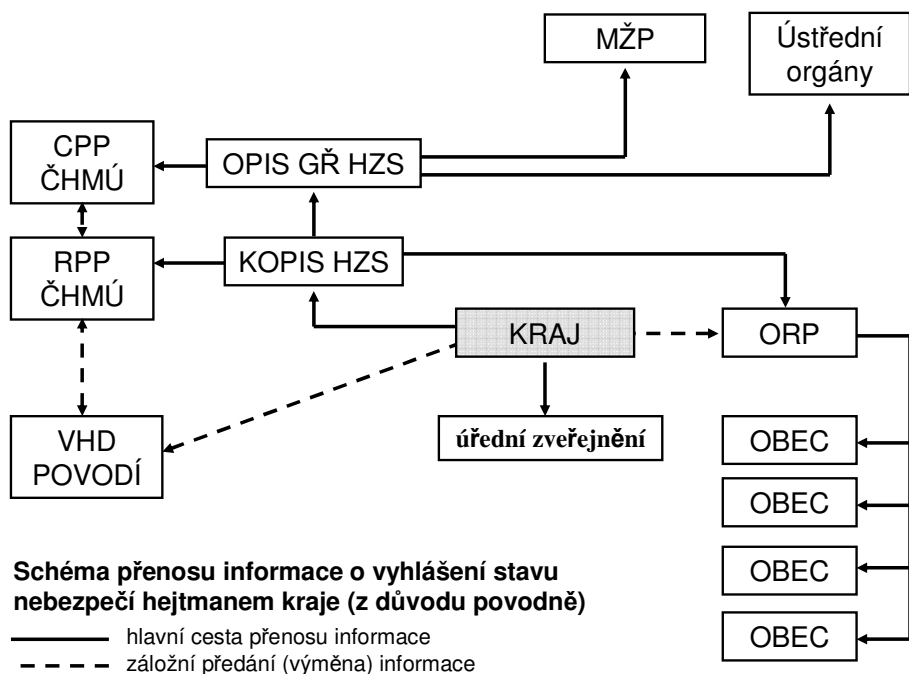 MŽP
Ústřední
orgány
CPP
ČHMÚ
OPIS GŘ HZS
RPP
ČHMÚ
KOPIS HZS
KRAJ
ORP
úřední zveřejnění
VHD
POVODÍ
OBEC
OBEC
OBEC
OBEC
Schéma přenosu informace o vyhlášení stavu
nebezpečí hejtmanem kraje (z důvodu povodně)
hlavní cesta přenosu informace
záložní předání (výměna) informace